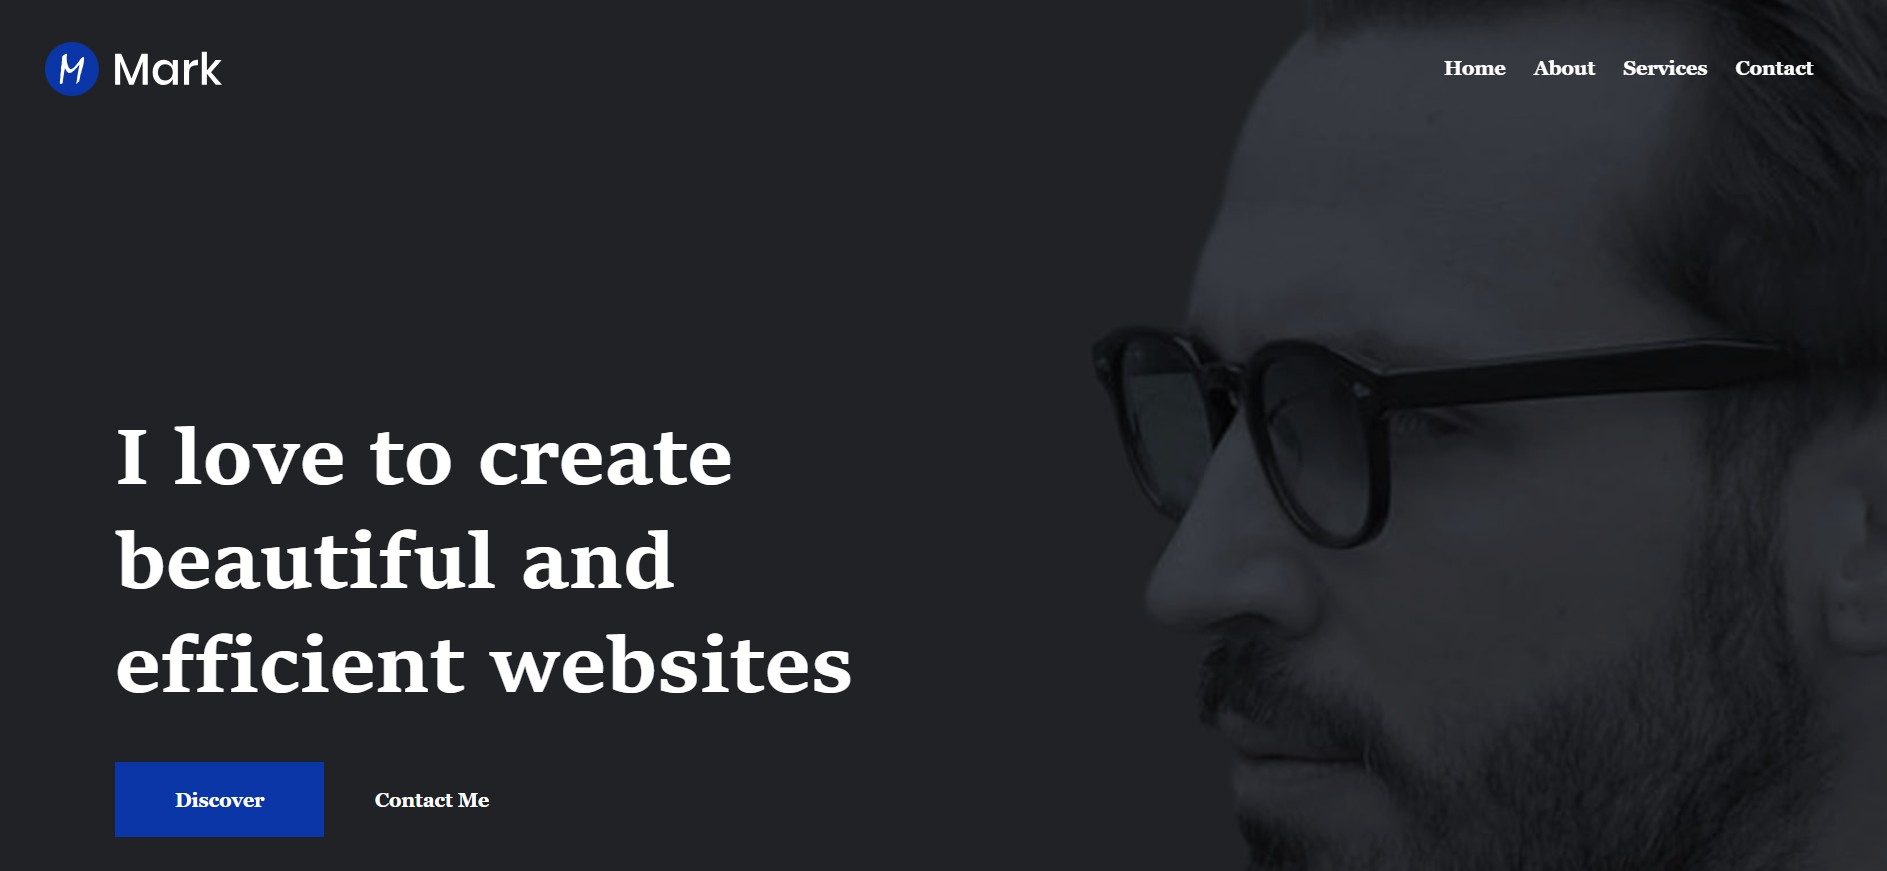 M Mark
Home About Services Contact
I love to create
beautiful and
efficient websites
Discover Contact Me